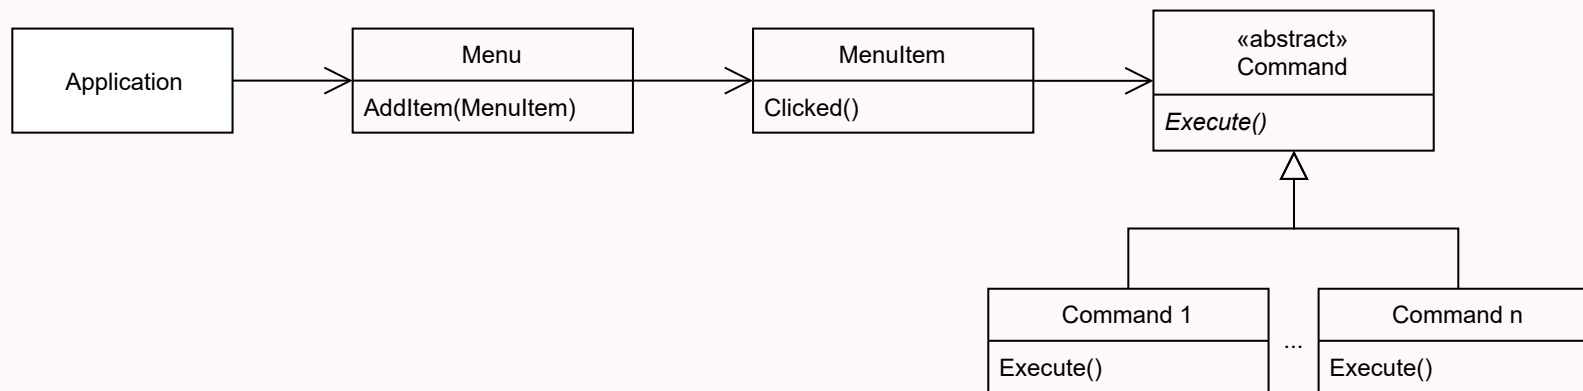 Application
Menu
AddItem(MenuItem)
MenuItem
Clicked()
«abstract»
Command
Execute()
Command 1
Execute()
...
Command n
Execute()